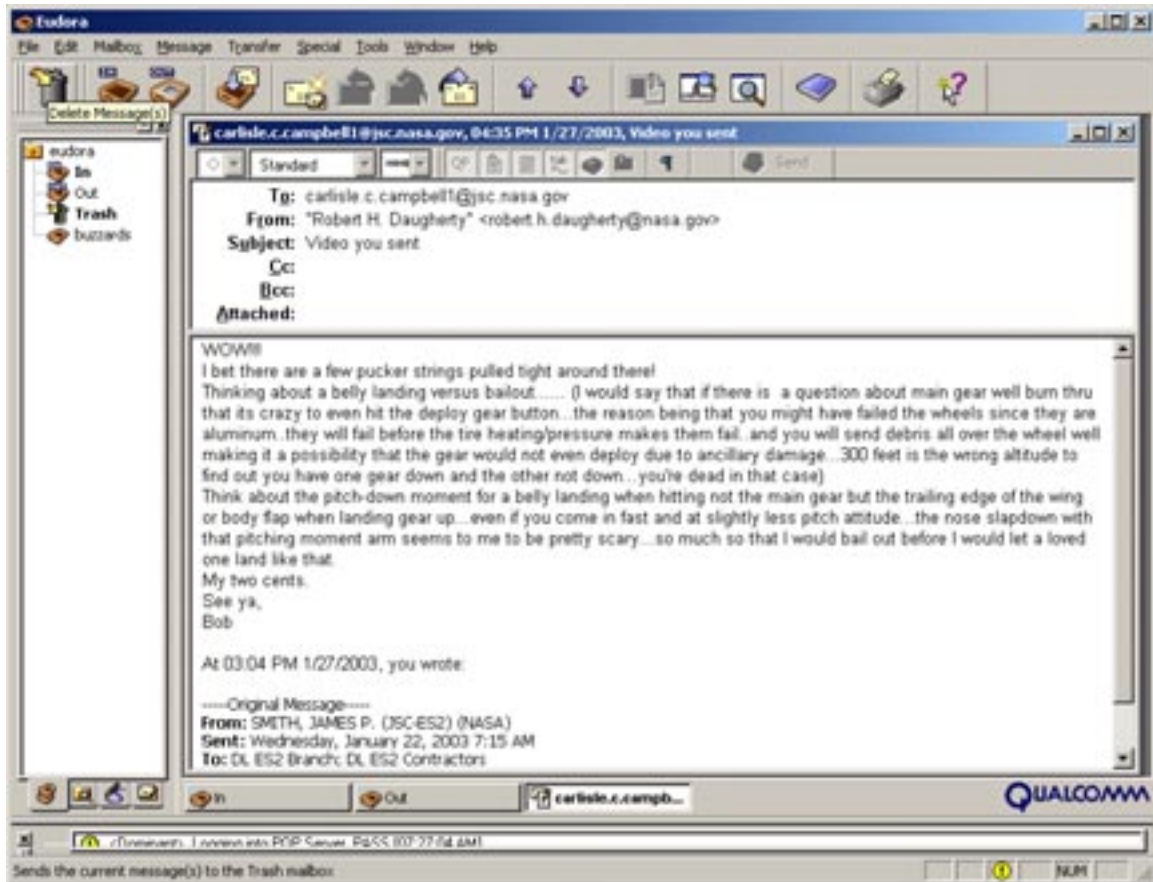 Eudora
File Edit Mailbox Message Transfer Special Tools Window Help
Delete Message(s)
eudora
In
Out
Trash
buzzards
carlisle.c.campbell1@jsc.nasa.gov, 04:35 PM 1/27/2003, Video you sent
Standard
QP
Send
To: carlisle.c.campbell1@jsc.nasa.gov
From: "Robert H. Daugherty" <robert.h.daugherty@nasa.gov>
Subject: Video you sent
Cc:
Bcc:
Attached:
WOW!!!
I bet there are a few pucker strings pulled tight around there!
Thinking about a belly landing versus bailout...... (I would say that if there is a question about main gear well burn thru
that its crazy to even hit the deploy gear button...the reason being that you might have failed the wheels since they are
aluminum..they will fail before the tire heating/pressure makes them fail..and you will send debris all over the wheel well
making it a possibility that the gear would not even deploy due to ancillary damage...300 feet is the wrong altitude to
find out you have one gear down and the other not down...you're dead in that case)
Think about the pitch-down moment for a belly landing when hitting not the main gear but the trailing edge of the wing
or body flap when landing gear up...even if you come in fast and at slightly less pitch attitude...the nose slapdown with
that pitching moment arm seems to me to be pretty scary...so much so that I would bail out before I would let a loved
one land like that.
My two cents.
See ya,
Bob
At 03:04 PM 1/27/2003, you wrote:
-----Original Message-----
From: SMITH, JAMES P. (JSC-ES2) (NASA)
Sent: Wednesday, January 22, 2003 7:15 AM
To: DL ES2 Branch; DL ES2 Contractors
In
Out
carlisle.c.campb...
QUALCOMM
<Dominant> Logging into POP Server, PASS (07:27:04 AM)
Sends the current message(s) to the Trash mailbox
NUM